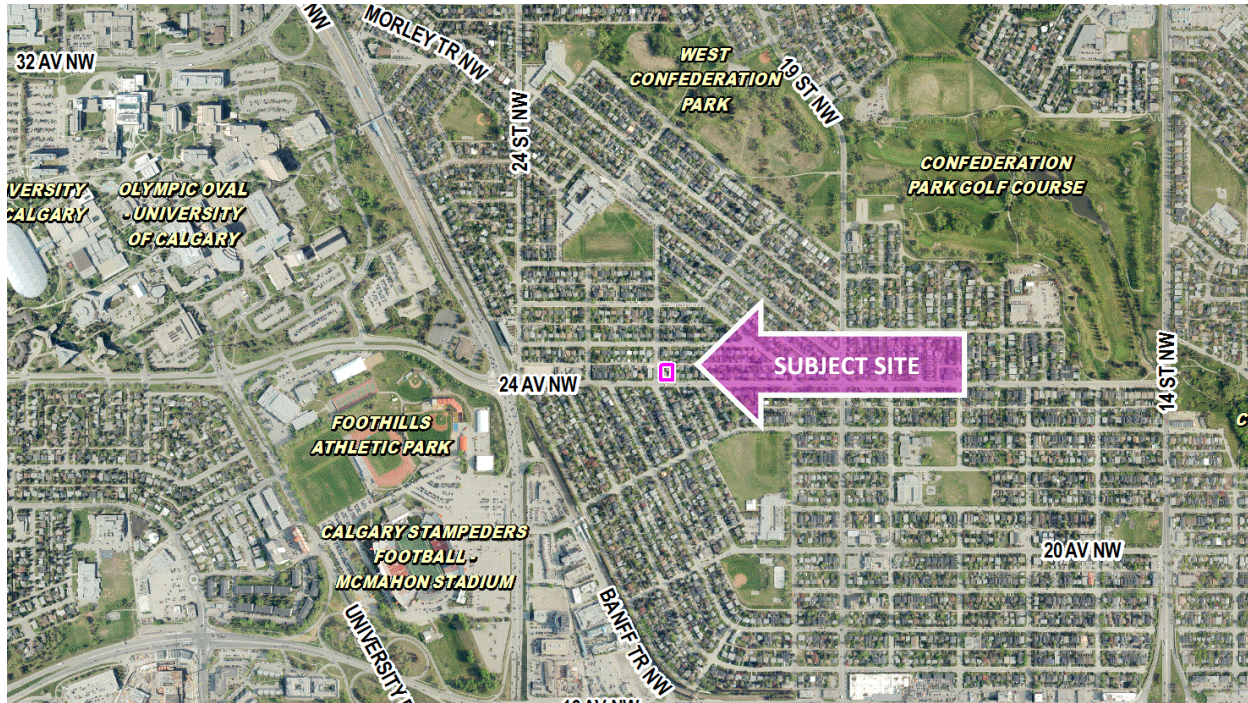 MORLEY TR NW
NW
32 AV NW
WEST
CONFEDERATION
PARK
19 ST NW
24 ST NW
CONFEDERATION
PARK GOLF COURSE
IVERSITY
CALGARY
OLYMPIC OVAL
- UNIVERSITY
OF CALGARY
SUBJECT SITE
14 ST NW
24 AV NW
FOOTHILLS
ATHLETIC PARK
C
CALGARY STAMPEDERS
FOOTBALL -
MCMAHON STADIUM
20 AV NW
BANFF TR NW
UNIVERSITY